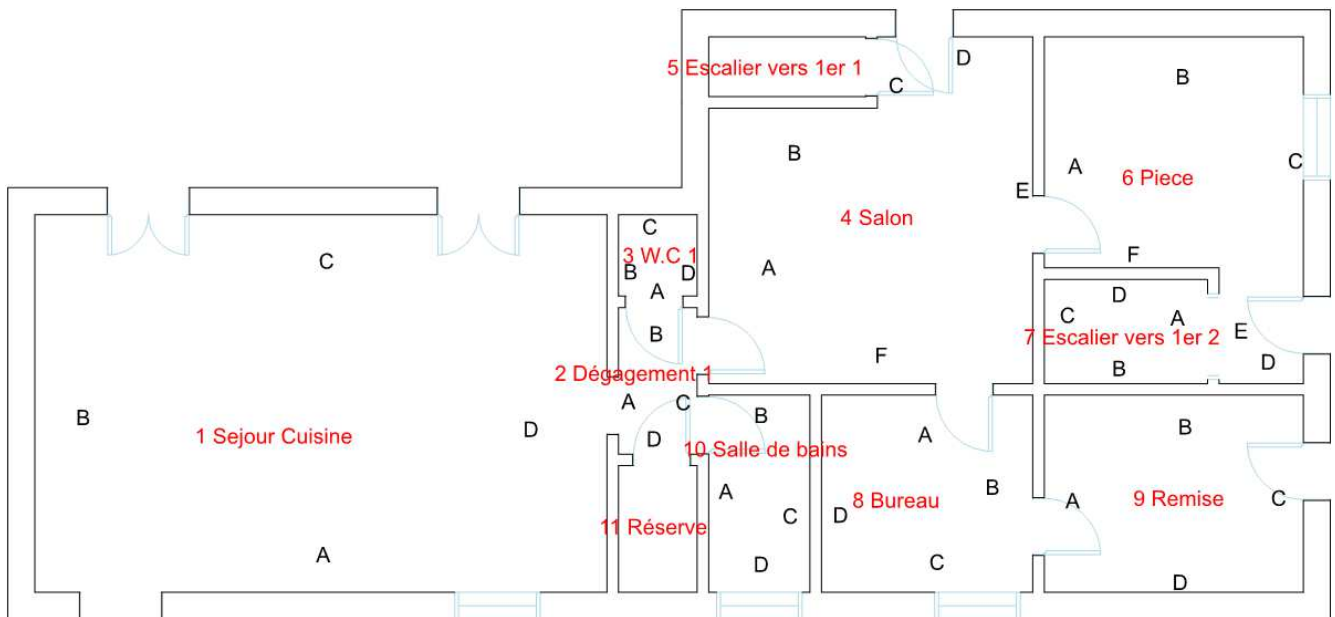 5 Escalier vers 1er 1
D
C
B
B
A
C
6 Piece
E
4 Salon
C
3 W.C 1
B
D
A
C
A
F
B
D
C
A
7 Escalier vers 1er 2
E
F
B
D
2 Dégagement 1
A
C
B
B
B
1 Sejour Cuisine
D
D
10 Salle de bains
A
A
B
A
C
D
8 Bureau
A
9 Remise
C
11 Réserve
A
D
C
D